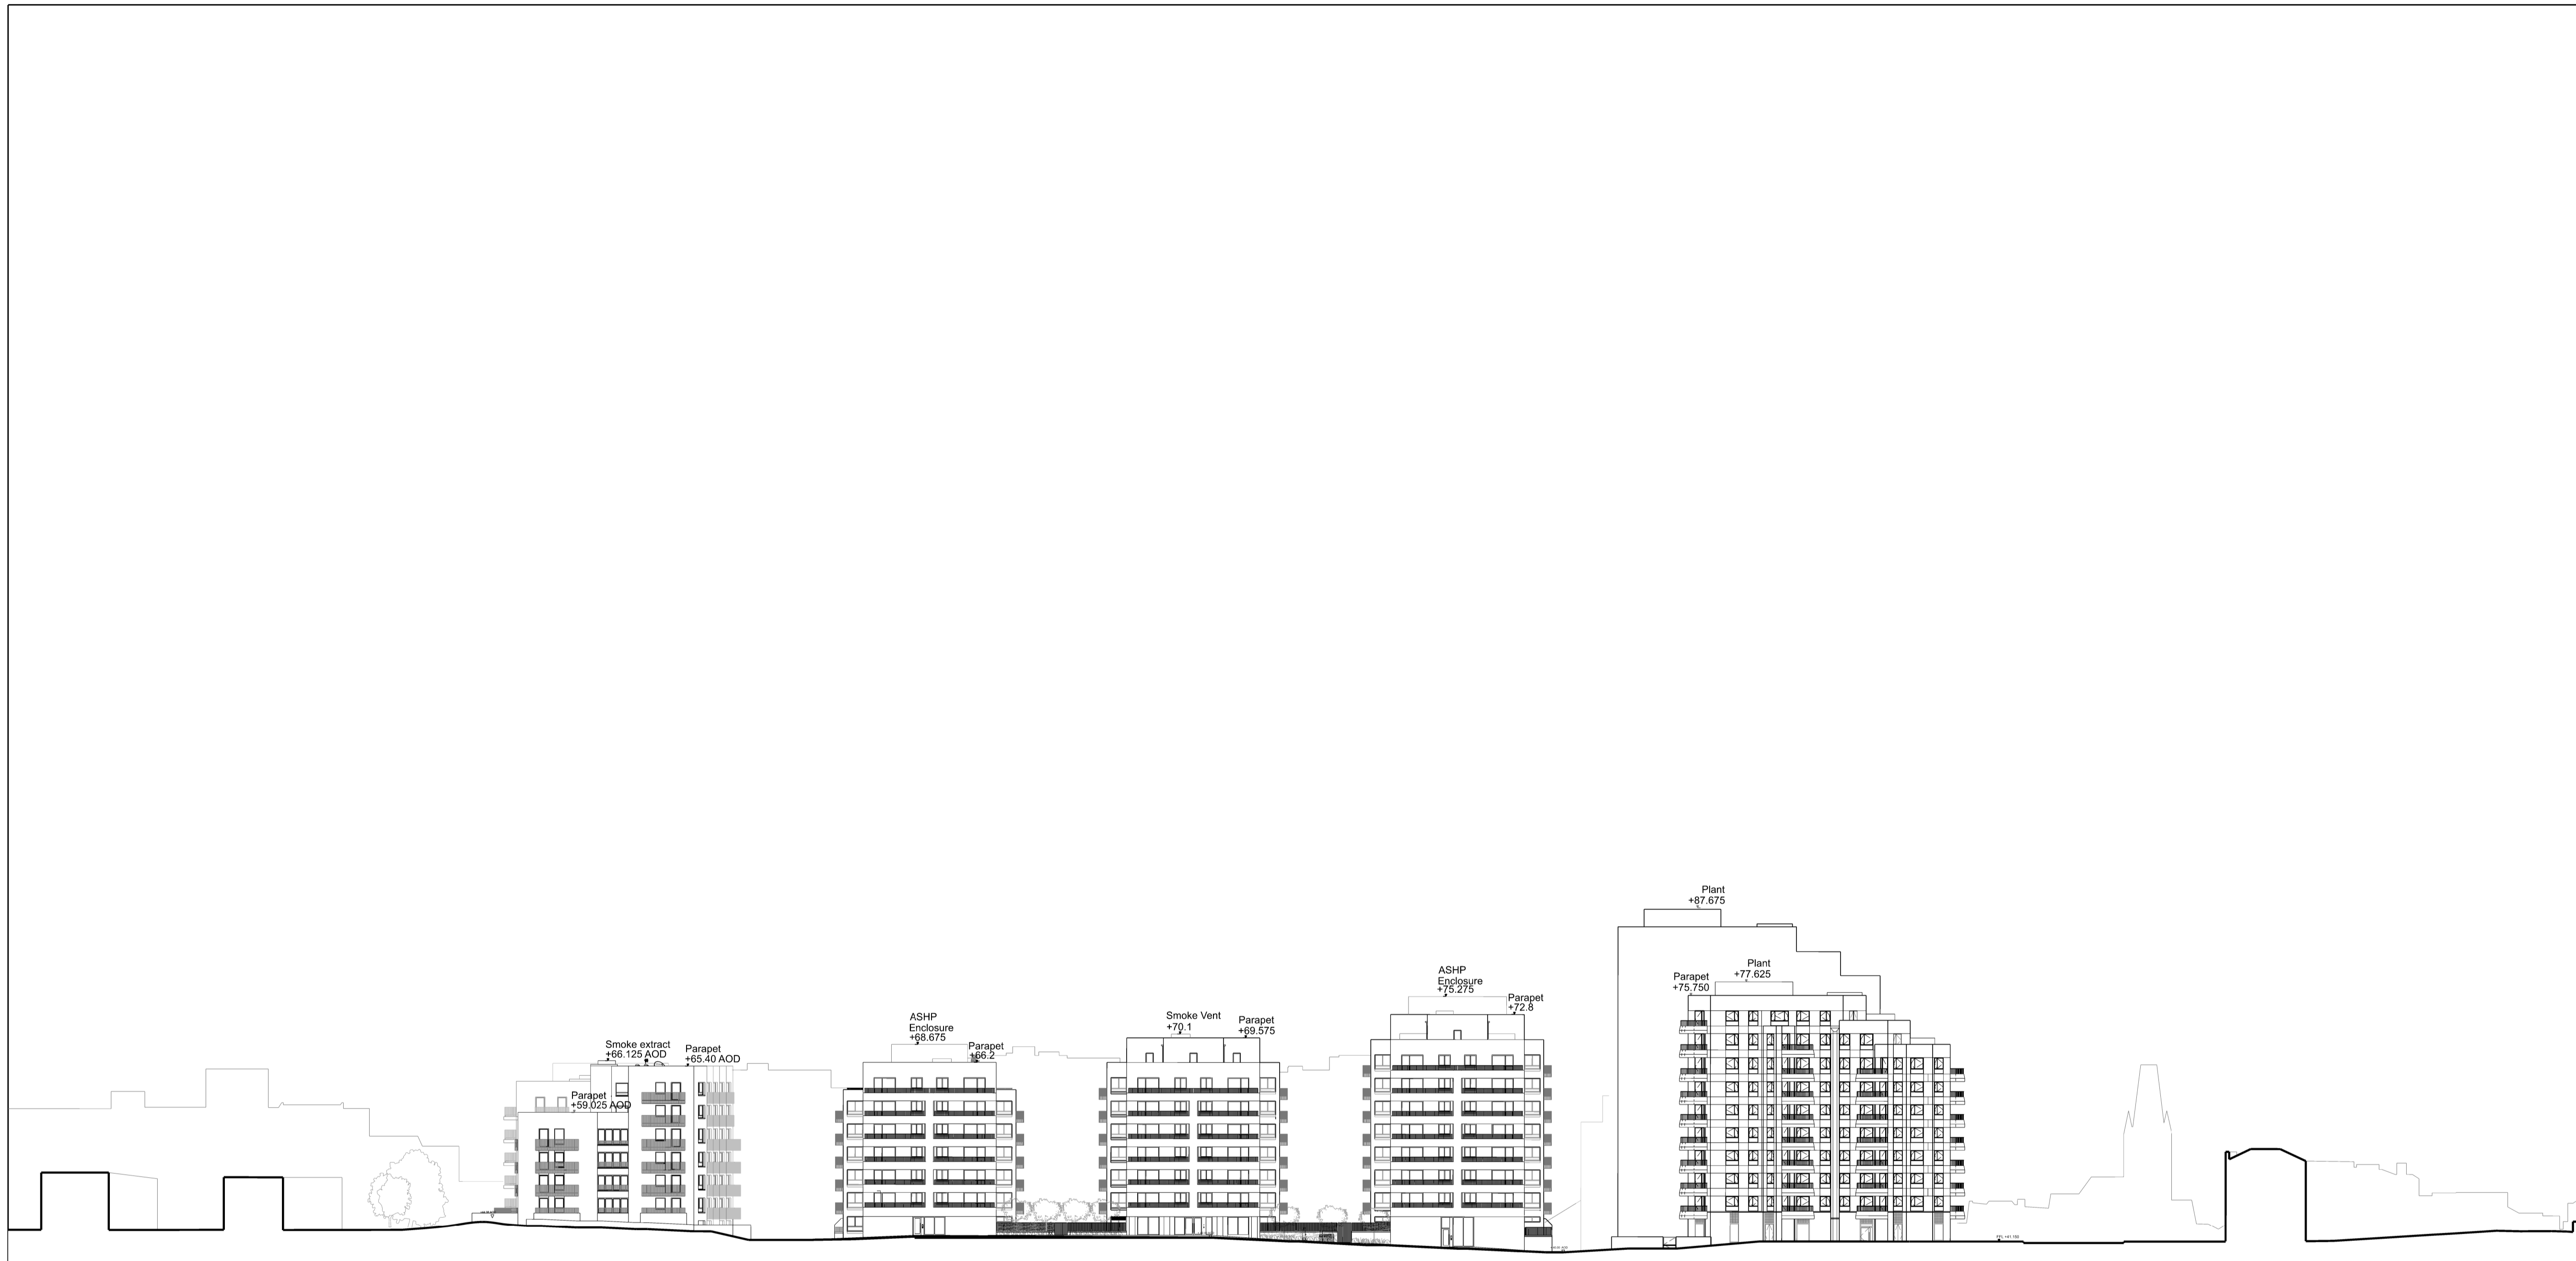 Plant
+87.675
Plant
+77.625
Parapet
+75.750
ASHP
Enclosure
+75.275
Parapet
+72.8
Smoke Vent
+70.1
Parapet
+69.575
ASHP
Enclosure
+68.675
Parapet
+66.2
Smoke extract
+66.125 AOD
Parapet
+65.40 AOD
Parapet
+59.025 AOD